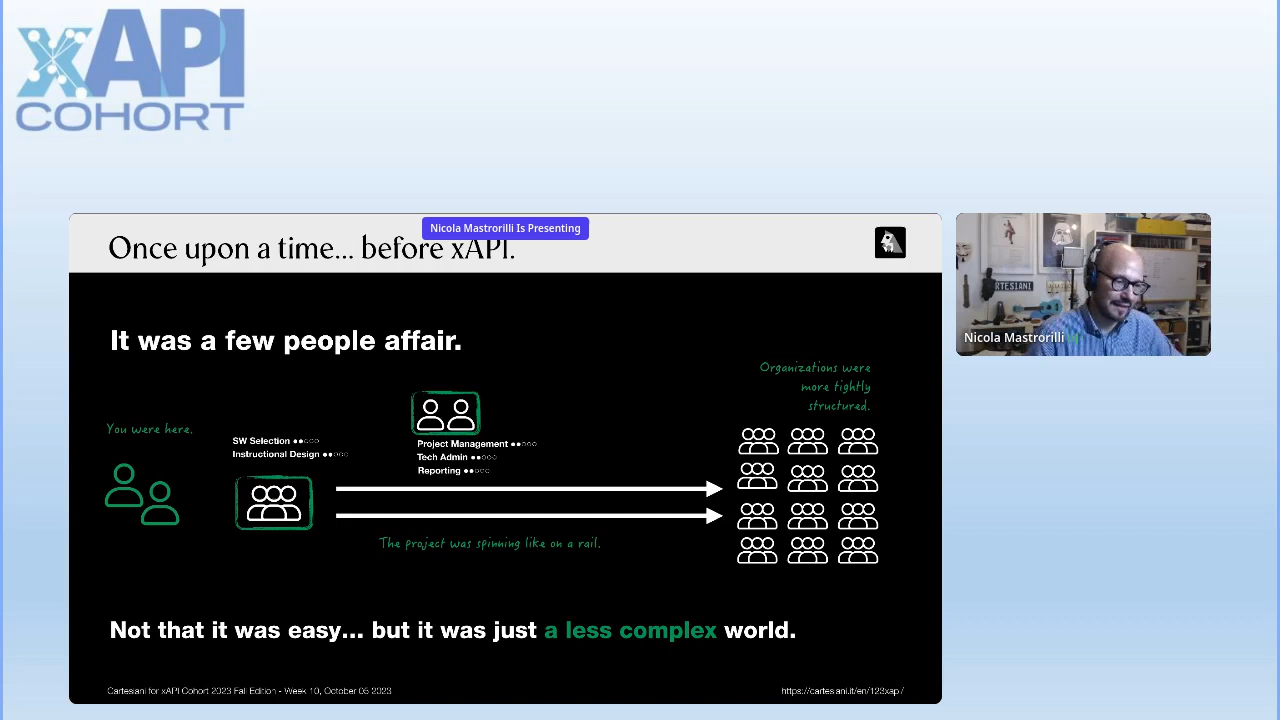 xAPI
COHORT
Nicola Mastrorilli Is Presenting
Once upon a time... before xAPI.
It was a few people affair.
Organizations were
more tightly
structured.
You were here.
SW Selection ●●○○○
Instructional Design ●●○○○
Project Management ●●○○○
Tech Admin ●●○○○
Reporting ●●○○○
The project was spinning like on a rail.
Not that it was easy... but it was just a less complex world.
Cartesiani for xAPI Cohort 2023 Fall Edition - Week 10, October 05 2023
https://cartesiani.it/en/123xapi/
Nicola Mastrorilli